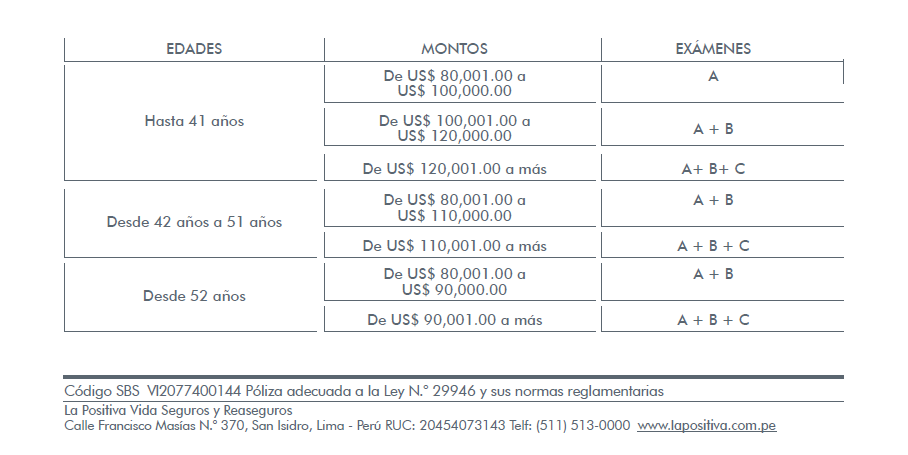 EDADES MONTOS EXÁMENES
De US$ 80,001.00 a
US$ 100,000.00
A
Hasta 41 años
De US$ 100,001.00 a
US$ 120,000.00
A + B
De US$ 120,001.00 a más
A+ B+ C
Desde 42 años a 51 años
De US$ 80,001.00 a
US$ 110,000.00
A + B
De US$ 110,001.00 a más
A + B + C
Desde 52 años
De US$ 80,001.00 a
US$ 90,000.00
A + B
De US$ 90,001.00 a más
A + B + C
Código SBS VI2077400144 Póliza adecuada a la Ley N.° 29946 y sus normas reglamentarias
La Positiva Vida Seguros y Reaseguros
Calle Francisco Masías N.° 370, San Isidro, Lima - Perú RUC: 20454073143 Telf: (511) 513-0000 www.lapositiva.com.pe